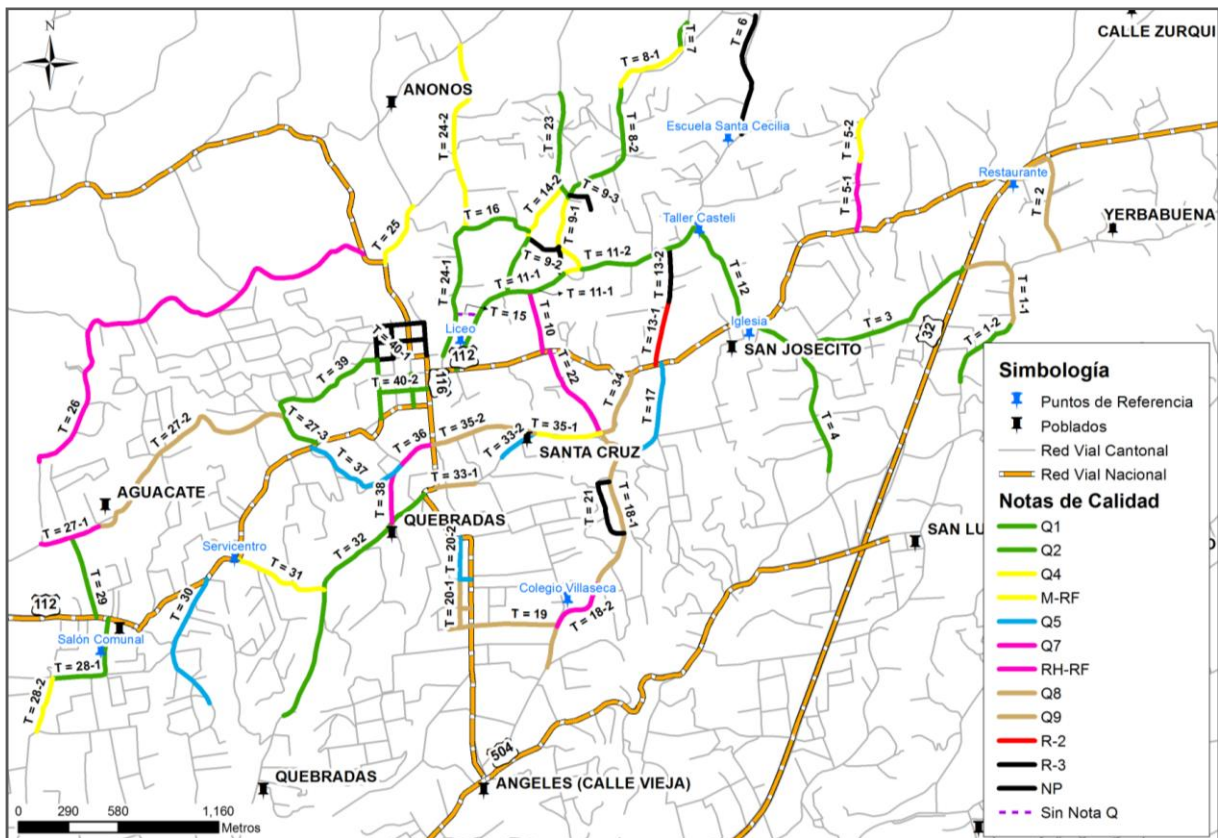 CALLE ZURQUI
N
T = 6
T = 7
T = 8-1
ANONOS
T = 23
T = 8-2
Escuela Santa Cecilia
T = 24-2
T = 5-2
Restaurante
T = 14-2
T = 9-3
T = 5-1
T = 2
T = 16
T = 9-1
Taller Casteli
YERBABUENA
T = 25
T = 9-2
T = 11-2
T = 13-2
T = 24-1
T = 11-1
T = 11-1
T = 12
T = 15
T = 10
T = 1-1
Liceo
T = 13-1
Iglesia
T = 3
32
T = 1-2
T = 40-1
112
SAN JOSECITO
T = 39
T = 40-2
116
T = 22
T = 34
T = 17
T = 26
T = 27-2
T = 27-3
T = 36
T = 35-2
T = 35-1
T = 33-2
SANTA CRUZ
T = 4
T = 37
T = 33-1
T = 38
AGUACATE
T = 21
T = 18-1
T = 27-1
QUEBRADAS
SAN LU
Servicentro
T = 32
T = 20-2
T = 31
T = 29
T = 30
T = 20-1
Colegio Villaseca
112
T = 19
T = 18-2
Salón Comunal
T = 28-1
T = 28-2
504
QUEBRADAS
ANGELES (CALLE VIEJA)
0 290 580 1,160
Metros
Simbología
Puntos de Referencia
Poblados
Red Vial Cantonal
Red Vial Nacional
Notas de Calidad
Q1
Q2
Q4
M-RF
Q5
Q7
RH-RF
Q8
Q9
R-2
R-3
NP
Sin Nota Q